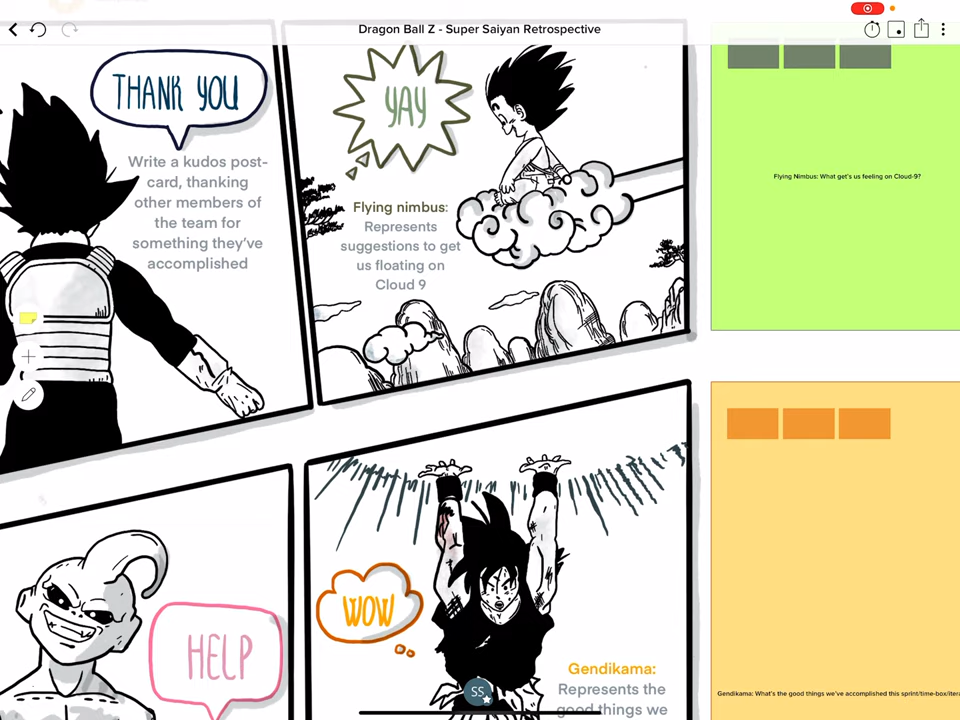 Dragon Ball Z - Super Saiyan Retrospective
THANK YOU
Write a kudos post-
card, thanking
other members of
the team for
something they've
accomplished
YAY
Flying nimbus:
Represents
suggestions to get
us floating on
Cloud 9
Flying Nimbus: What get's us feeling on Cloud-9?
HELP
WOW
Gendikama:
Represents the
good things we
SS
Gendikama: What's the good things we've accomplished this sprint/time-box/itera